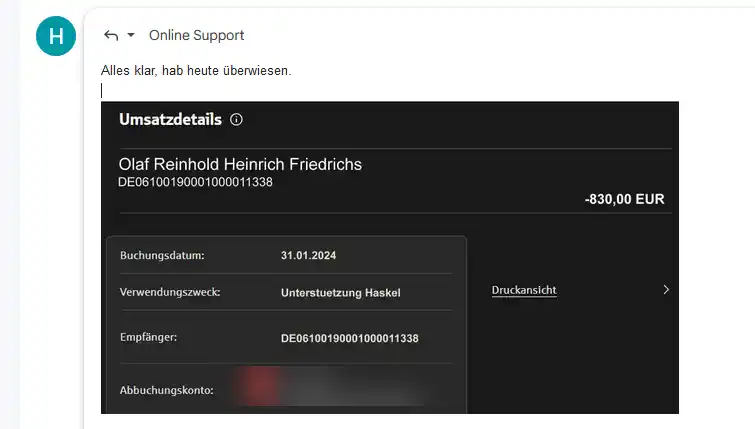 H
Online Support
Alles klar, hab heute überwiesen.
Umsatzdetails
Olaf Reinhold Heinrich Friedrichs
DE06100190001000011338
-830,00 EUR
Buchungsdatum: 31.01.2024
Verwendungszweck: Unterstuetzung Haskel
Druckansicht
Empfänger: DE06100190001000011338
Abbuchungskonto: